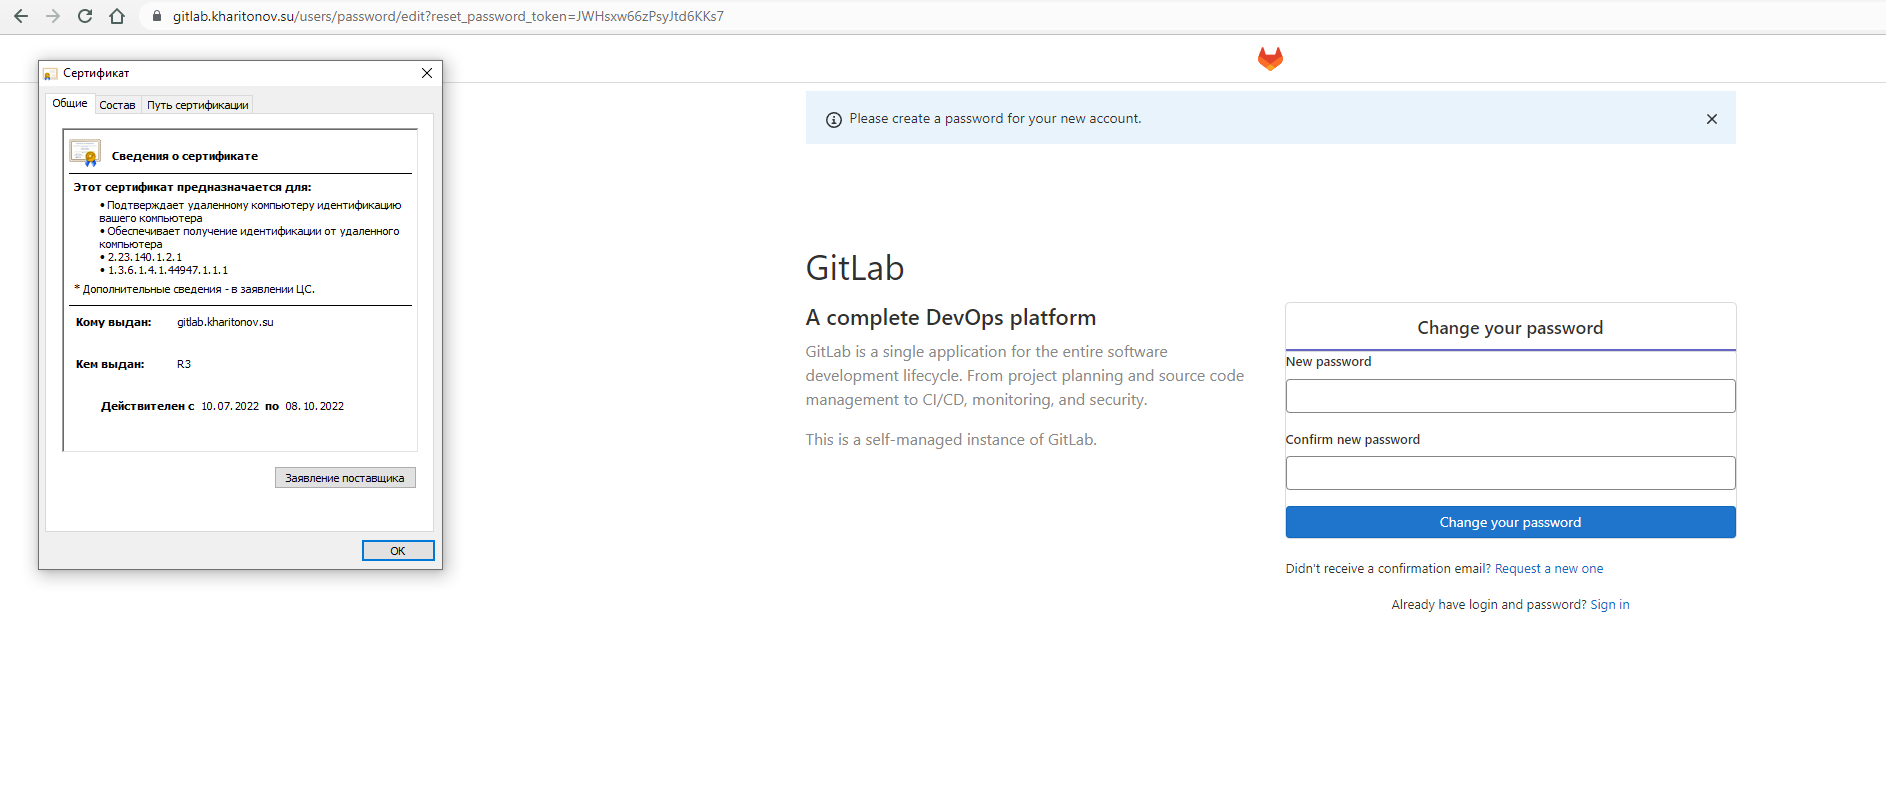 gitlab.kharitonov.su/users/password/edit?reset_password_token=JWHsxw66zPsyJtd6KKs7
Сертификат
Общие
Состав
Путь сертификации
Сведения о сертификате
Этот сертификат предназначается для:
• Подтверждает удаленному компьютеру идентификацию
вашего компьютера
• Обеспечивает получение идентификации от удаленного
компьютера
• 2.23.140.1.2.1
• 1.3.6.1.4.1.44947.1.1.1
* Дополнительные сведения - в заявлении ЦС.
Кому выдан: gitlab.kharitonov.su
Кем выдан: R3
Действителен с 10.07.2022 по 08.10.2022
Заявление поставщика
OK
Please create a password for your new account.
GitLab
A complete DevOps platform
GitLab is a single application for the entire software
development lifecycle. From project planning and source code
management to CI/CD, monitoring, and security.
This is a self-managed instance of GitLab.
Change your password
New password
Confirm new password
Change your password
Didn't receive a confirmation email? Request a new one
Already have login and password? Sign in